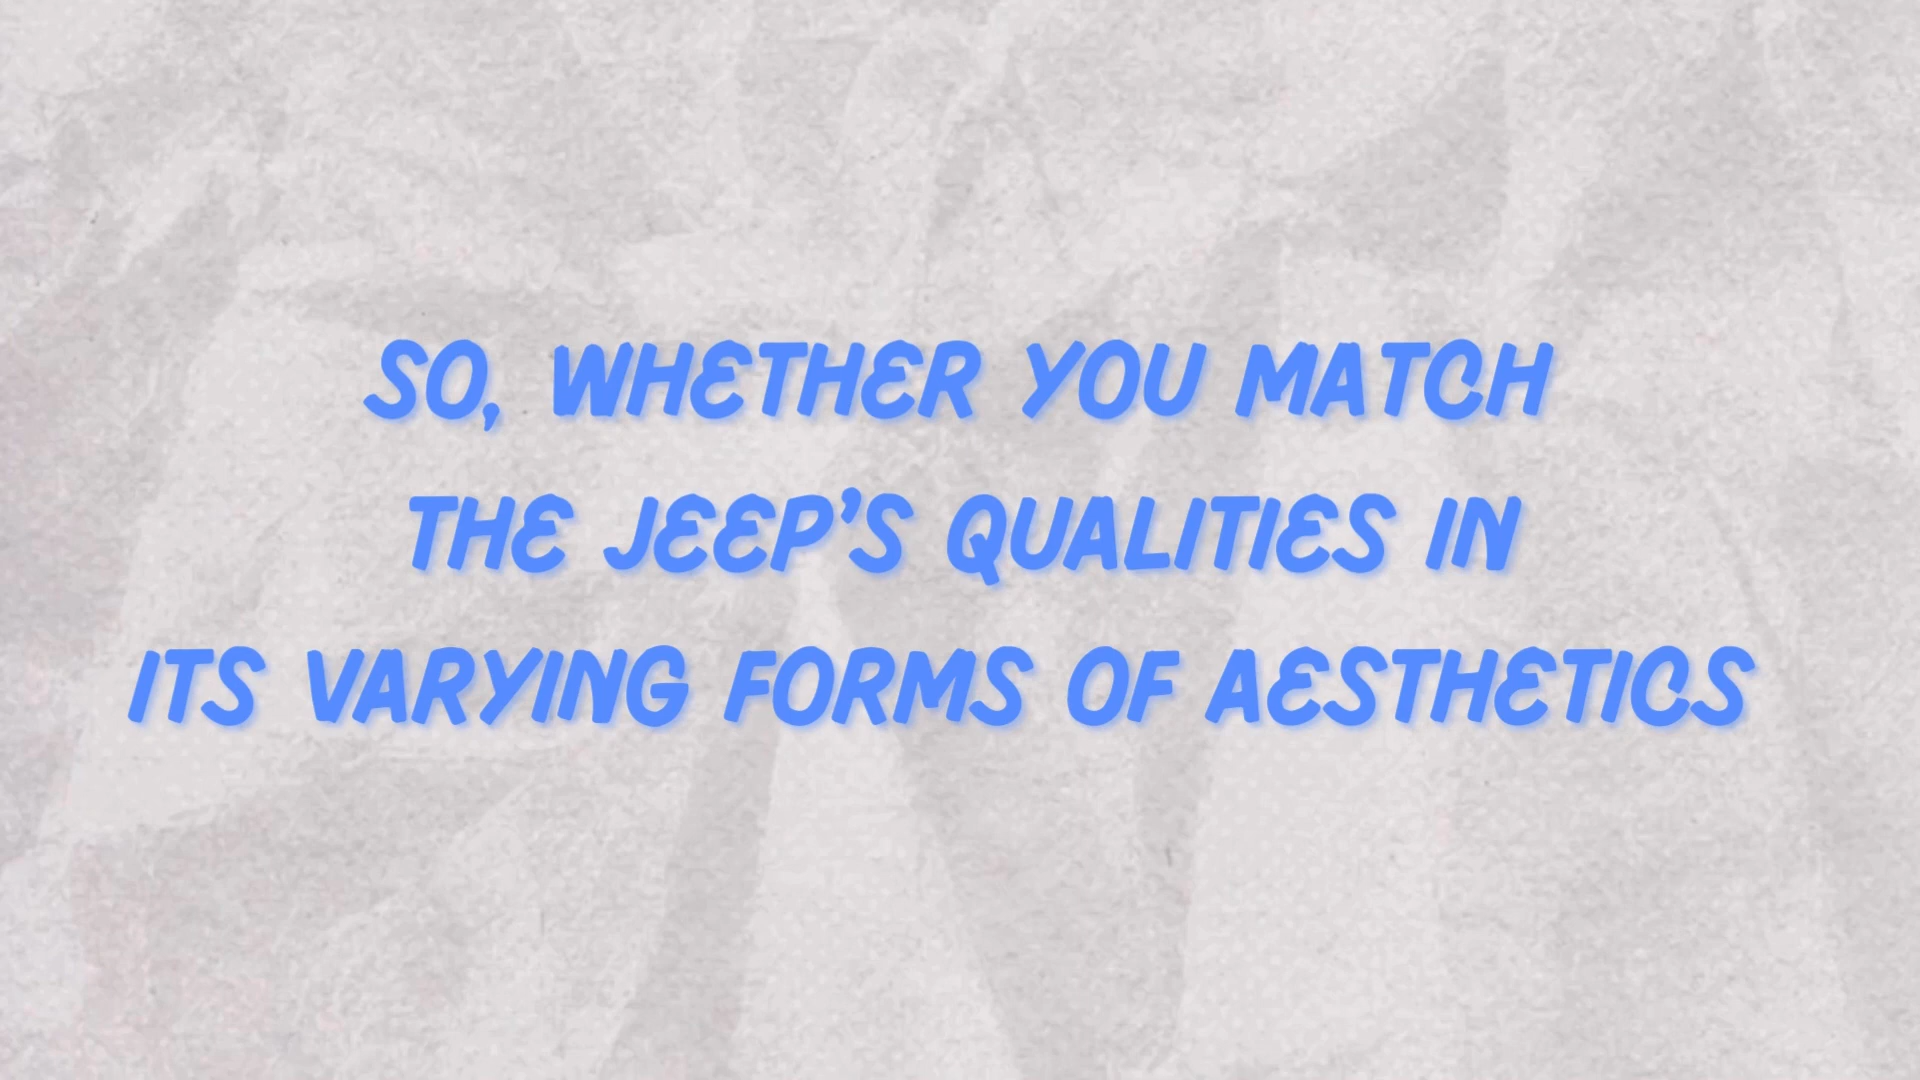 SO, WHETHER YOU MATCH
THE JEEP'S QUALITIES IN
ITS VARYING FORMS OF AESTHETICS